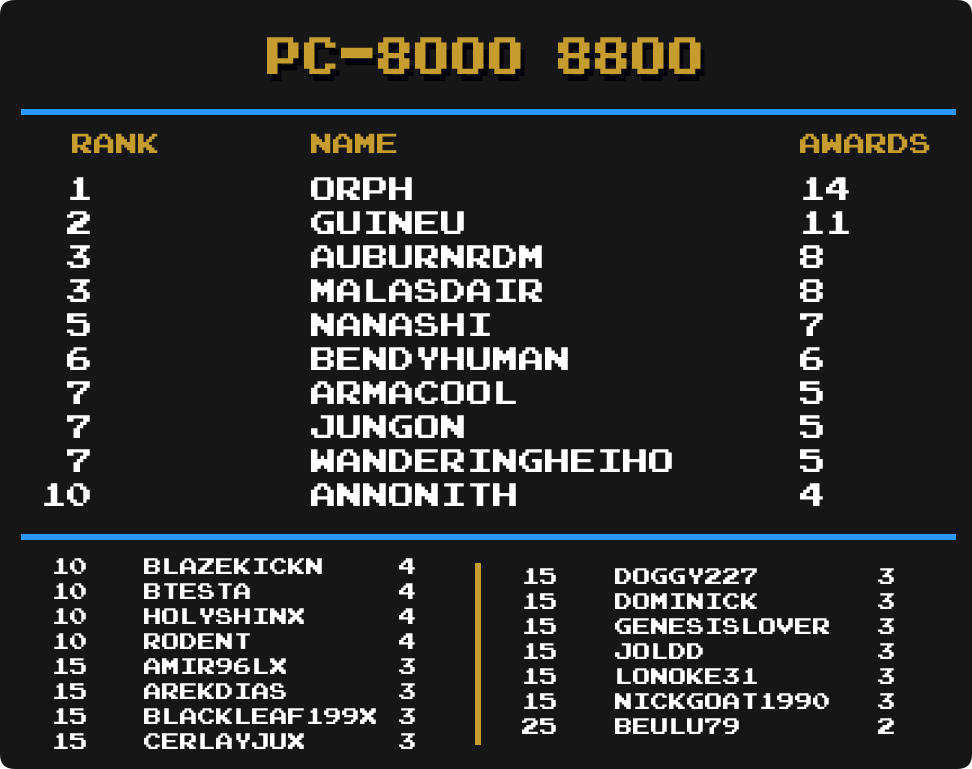 PC-8000 8800
RANK NAME AWARDS
1 ORPH 14
2 GUINEU 11
3 AUBURNRDM 8
3 MALASDAIR 8
5 NANASHI 7
6 BENDYHUMAN 6
7 ARMACOOL 5
7 JUNGON 5
7 WANDERINGHEIHO 5
10 ANNONITH 4
10 BLAZEKICKN 4
10 BTESTA 4
10 HOLYSHINX 4
10 RODENT 4
15 AMIR96LX 3
15 AREKDIAS 3
15 BLACKLEAF199X 3
15 CERLAYJUX 3
15 DOGGY227 3
15 DOMINICK 3
15 GENESISLOVER 3
15 JOLDD 3
15 LONOKE31 3
15 NICKGOAT1990 3
25 BEULU79 2